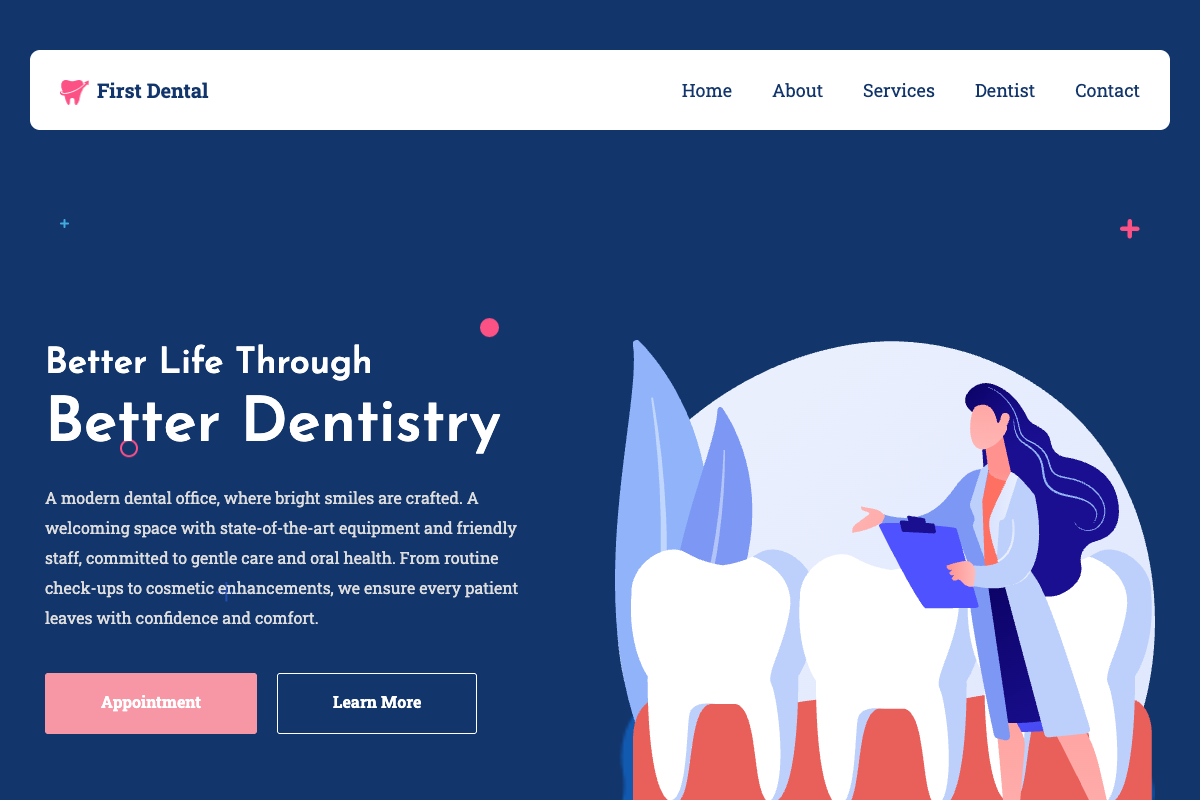 First Dental
Home About Services Dentist Contact
Better Life Through
Better Dentistry
A modern dental office, where bright smiles are crafted. A
welcoming space with state-of-the-art equipment and friendly
staff, committed to gentle care and oral health. From routine
check-ups to cosmetic enhancements, we ensure every patient
leaves with confidence and comfort.
Appointment Learn More